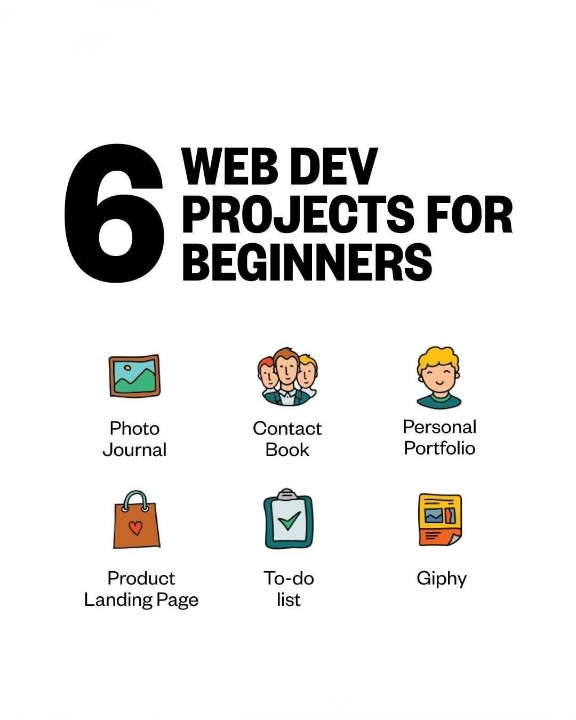 6
WEB DEV
PROJECTS FOR
BEGINNERS
Photo
Journal
Contact
Book
Personal
Portfolio
Product
Landing Page
To-do
list
Giphy